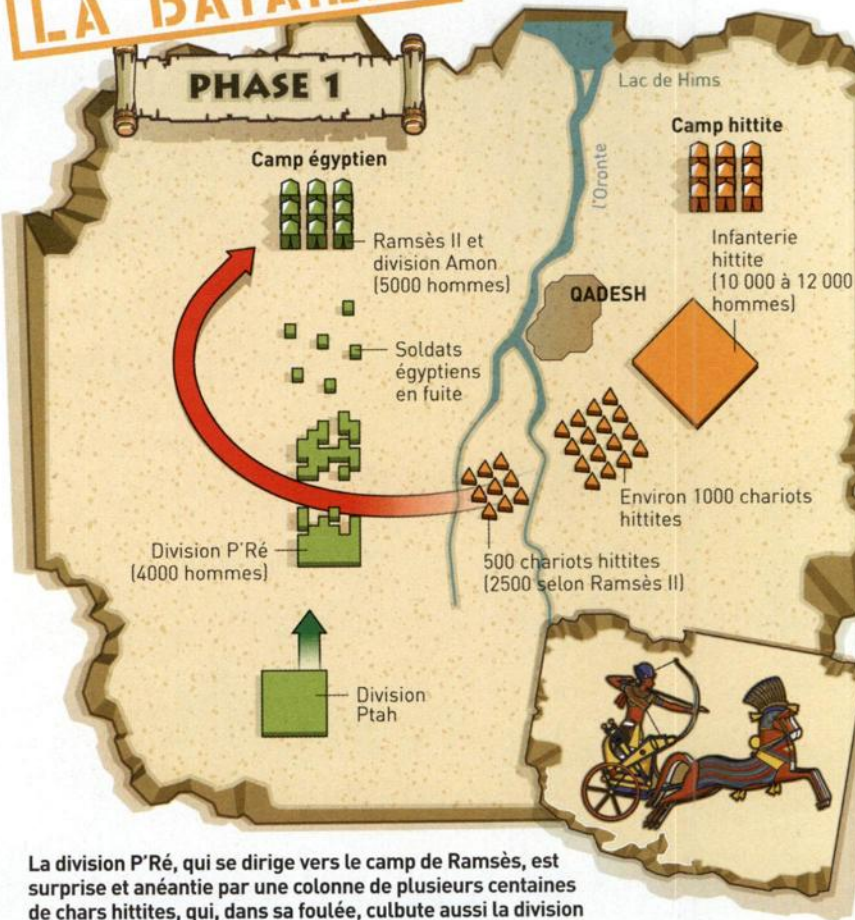 LA
PHASE 1
Lac de Hims
Camp hittite
Camp égyptien
l'Oronte
Ramsès II et
division Amon
(5000 hommes)
Infanterie
hittite
(10 000 à 12 000
hommes)
QADESH
Soldats
égyptiens
en fuite
Environ 1000 chariots
hittites
Division P'Ré
(4000 hommes)
500 chariots hittites
(2500 selon Ramsès II)
Division
Ptah
La division P'Ré, qui se dirige vers le camp de Ramsès, est
surprise et anéantie par une colonne de plusieurs centaines
de chars hittites, qui, dans sa foulée, culbute aussi la division